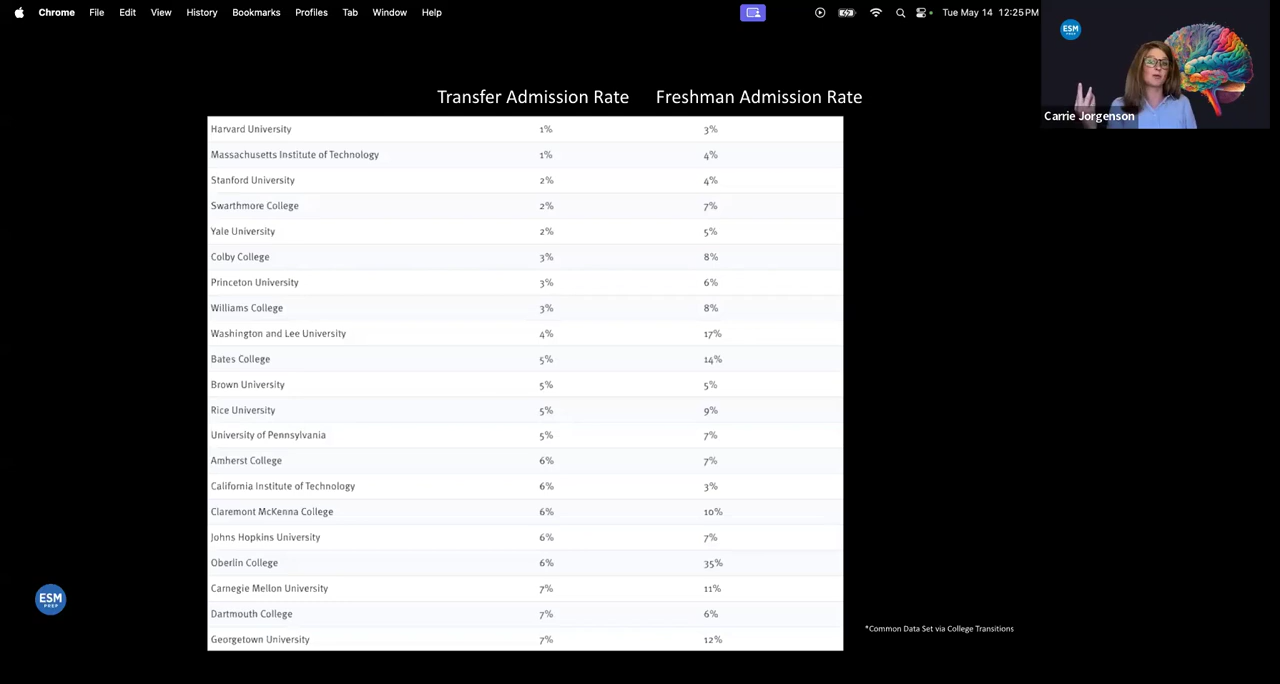 Chrome File Edit View History Bookmarks Profiles Tab Window Help Tue May 14 12:25 PM
ESM PREP
Carrie Jorgenson
Transfer Admission Rate Freshman Admission Rate
Harvard University 1% 3%
Massachusetts Institute of Technology 1% 4%
Stanford University 2% 4%
Swarthmore College 2% 7%
Yale University 2% 5%
Colby College 3% 8%
Princeton University 3% 6%
Williams College 3% 8%
Washington and Lee University 4% 17%
Bates College 5% 14%
Brown University 5% 5%
Rice University 5% 9%
University of Pennsylvania 5% 7%
Amherst College 6% 7%
California Institute of Technology 6% 3%
Claremont McKenna College 6% 10%
Johns Hopkins University 6% 7%
Oberlin College 6% 35%
Carnegie Mellon University 7% 11%
Dartmouth College 7% 6%
Georgetown University 7% 12%
ESM
PREP
*Common Data Set via College Transitions